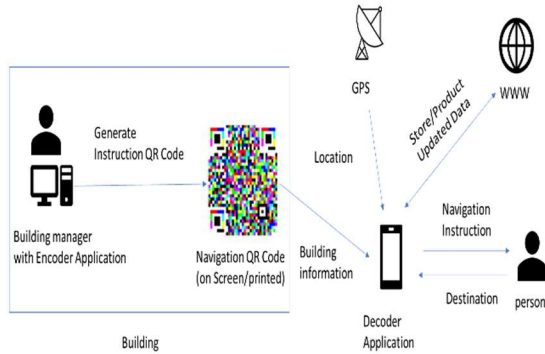 GPS
WWW
Store/Product
Updated Data
Generate
Instruction QR Code
Location
Building manager
with Encoder Application
Navigation QR Code
(on Screen/printed)
Building
information
Navigation
Instruction
Destination
person
Decoder
Application
Building